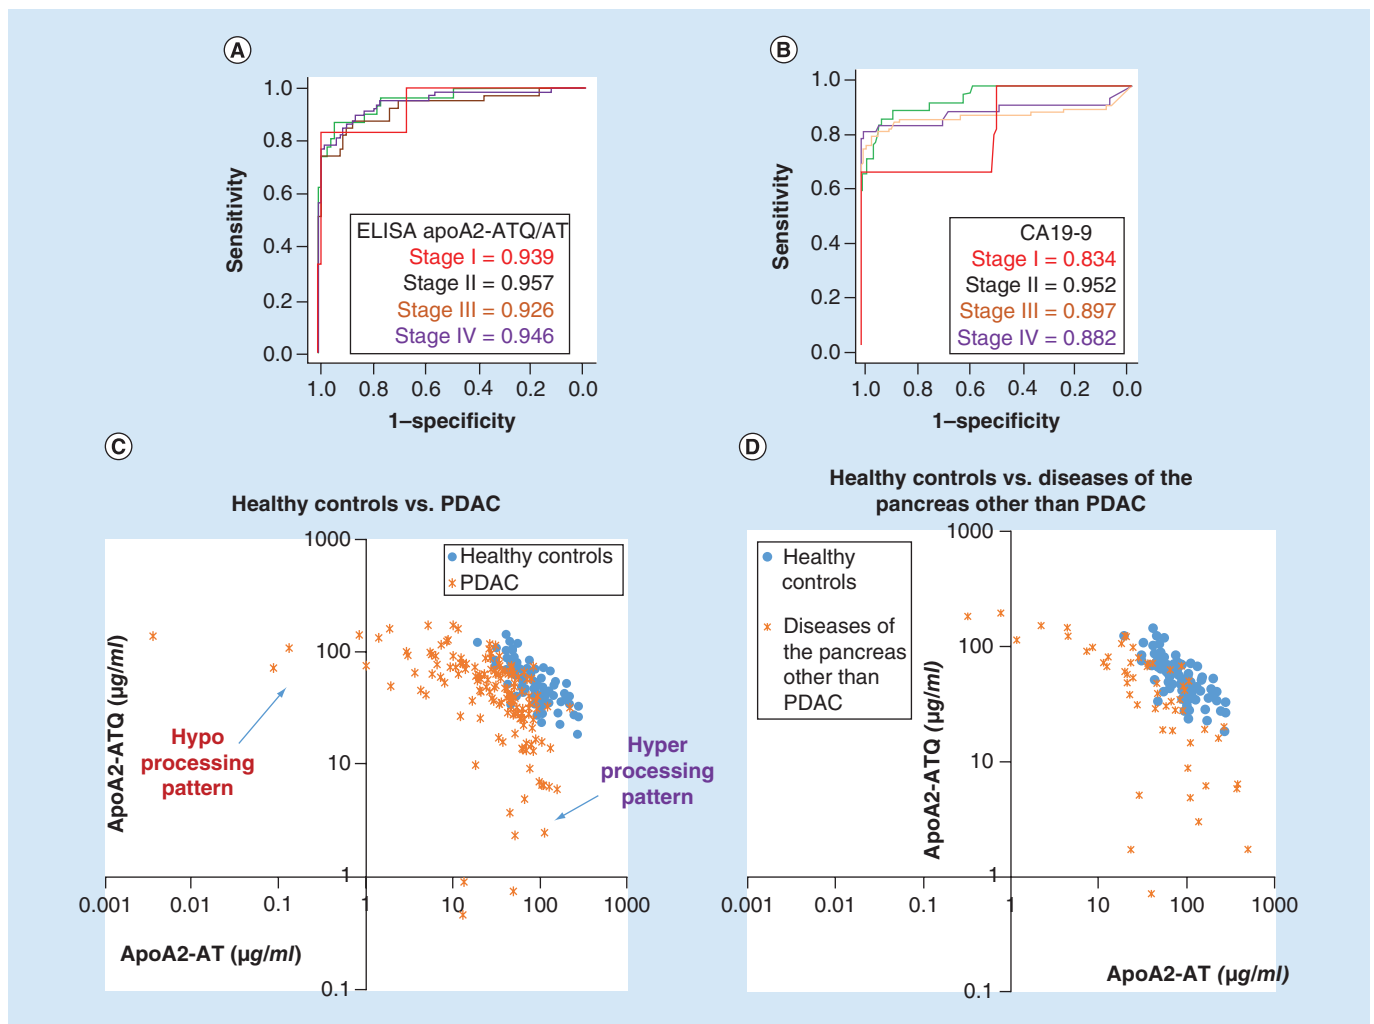 A
1.0
0.8
0.6
0.4
0.2
0.0
Sensitivity
ELISA apoA2-ATQ/AT
Stage I = 0.939
Stage II = 0.957
Stage III = 0.926
Stage IV = 0.946
1.0 0.8 0.6 0.4 0.2 0.0
1–specificity
B
1.0
0.8
0.6
0.4
0.2
0.0
Sensitivity
CA19-9
Stage I = 0.834
Stage II = 0.952
Stage III = 0.897
Stage IV = 0.882
1.0 0.8 0.6 0.4 0.2 0.0
1–specificity
C
Healthy controls vs. PDAC
1000
100
10
1
0.1
ApoA2-ATQ (µg/ml)
Healthy controls
PDAC
Hypo
processing
pattern
Hyper
processing
pattern
0.001 0.01 0.1 1 10 100 1000
ApoA2-AT (µg/ml)
D
Healthy controls vs. diseases of the
pancreas other than PDAC
1000
100
10
1
0.1
ApoA2-ATQ (µg/ml)
Healthy
controls
Diseases of
the pancreas
other than
PDAC
0.001 0.01 0.1 1 10 100 1000
ApoA2-AT (µg/ml)